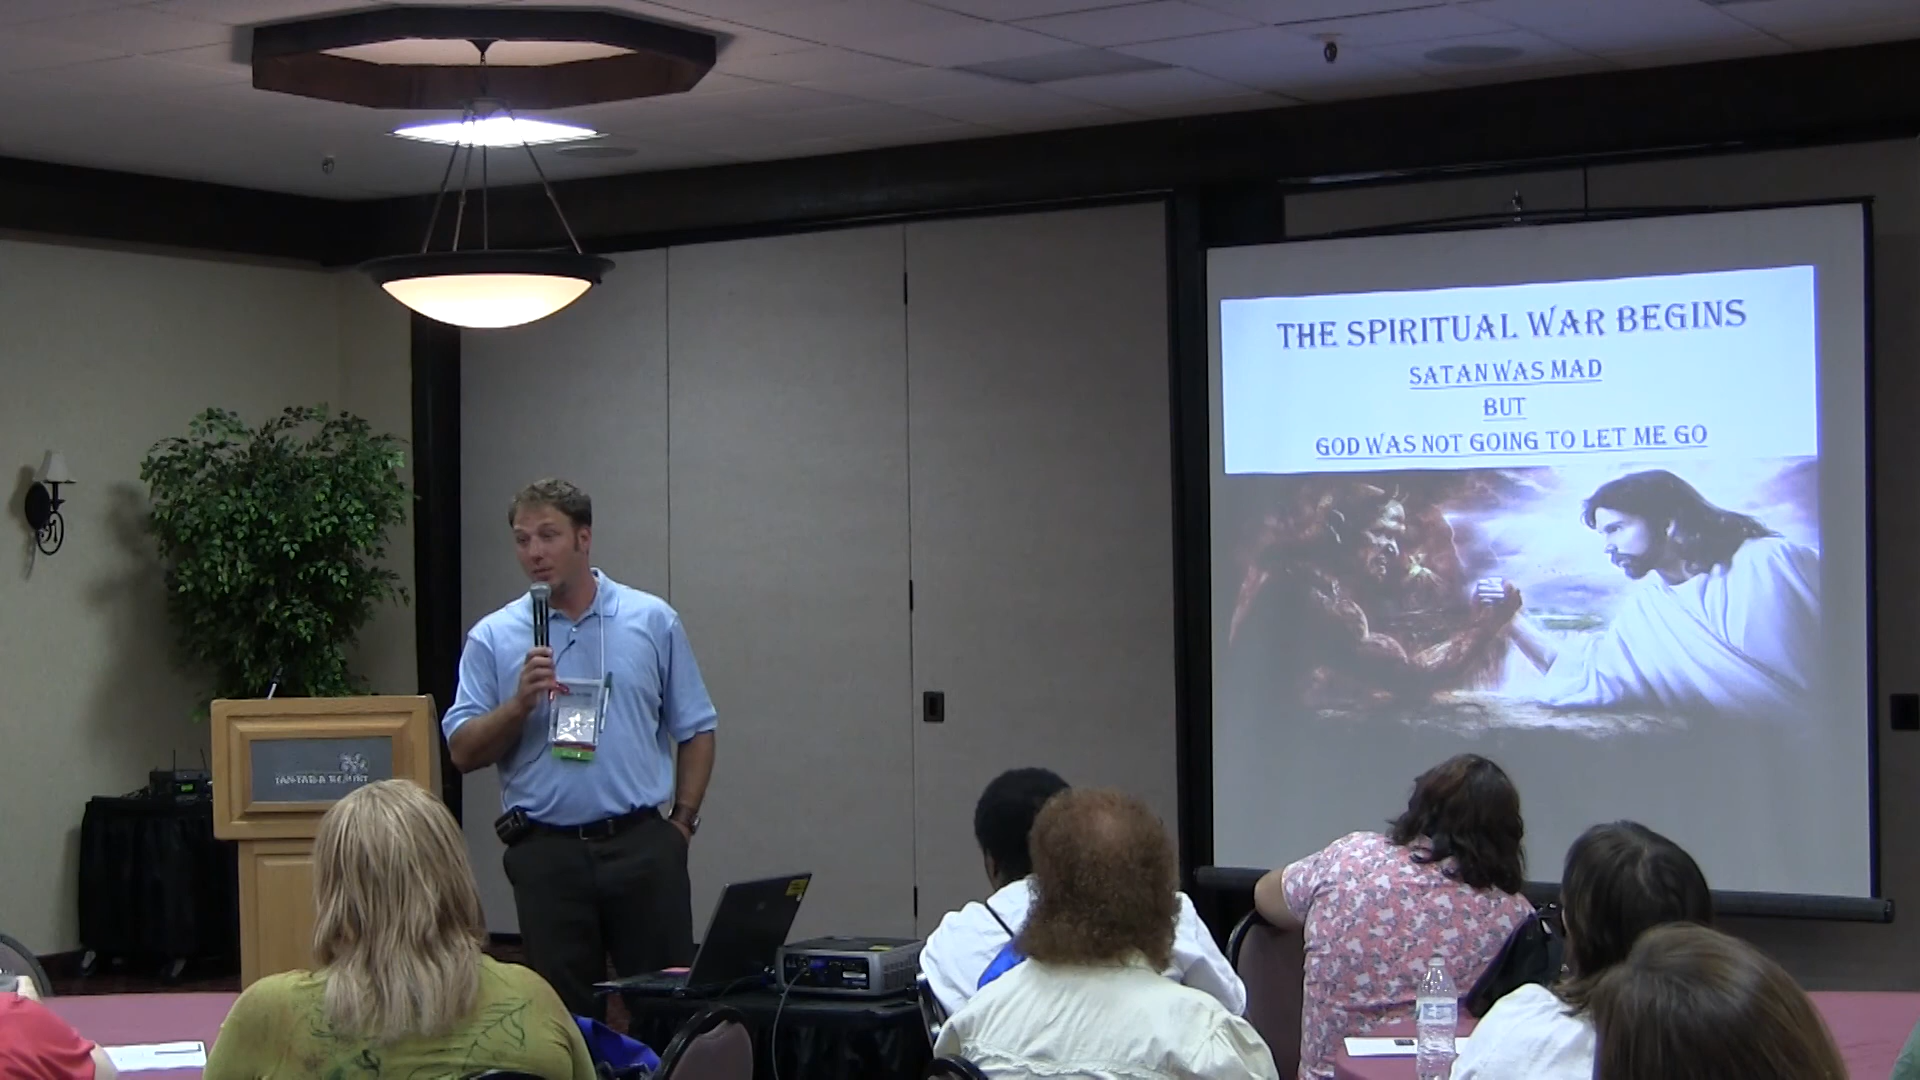 THE SPIRITUAL WAR BEGINS
SATAN WAS MAD
BUT
GOD WAS NOT GOING TO LET ME GO